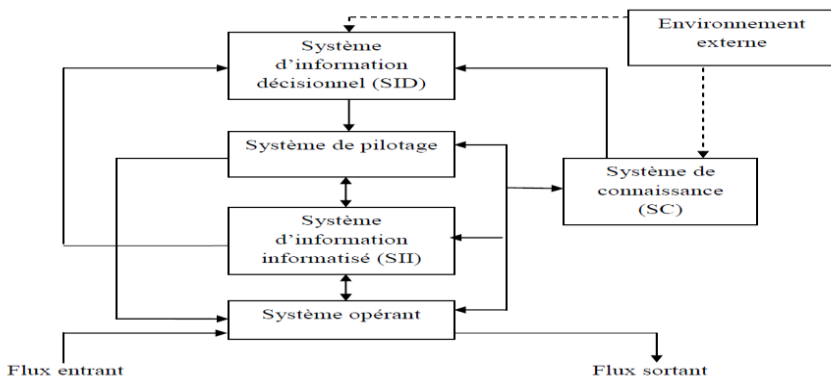 Environnement
externe
Système
d'information
décisionnel (SID)
Système de pilotage
Système de
connaissance
(SC)
Système
d'information
informatisé (SII)
Système opérant
Flux entrant
Flux sortant